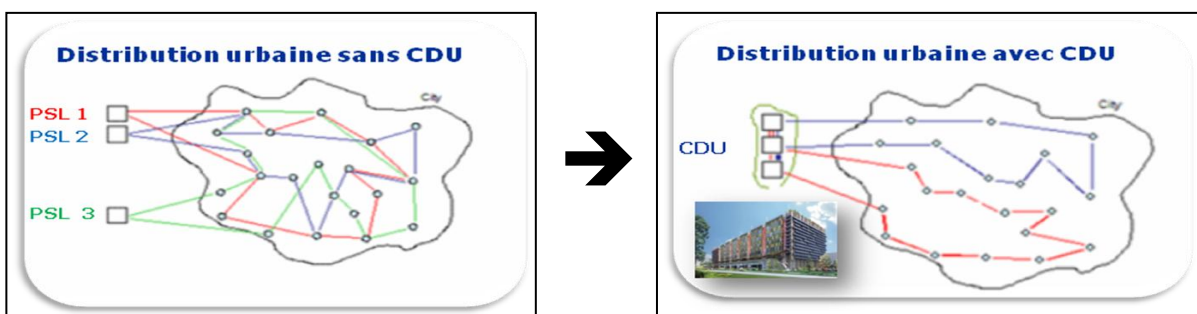 Distribution urbaine sans CDU
City
PSL 1
PSL 2
PSL 3
Distribution urbaine avec CDU
City
CDU